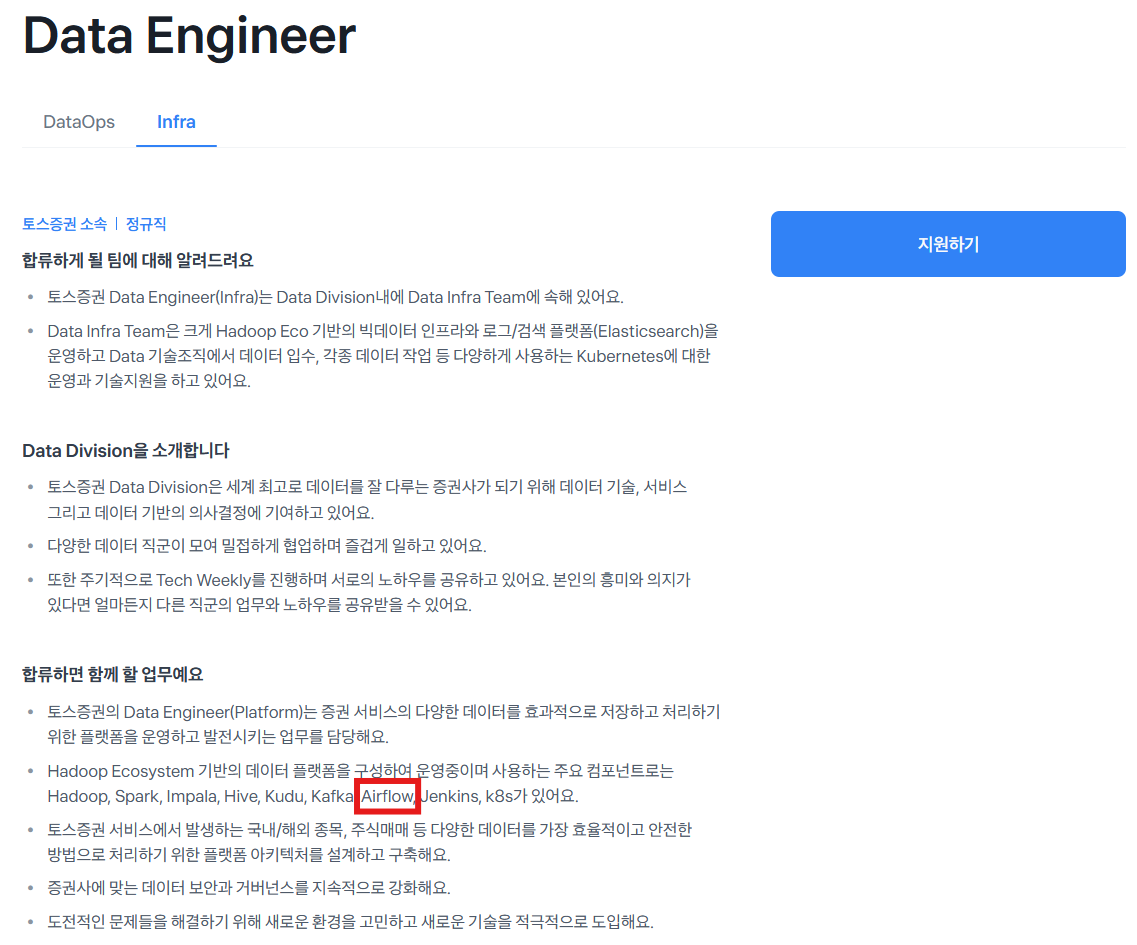 Data Engineer
DataOps
Infra
토스증권 소속 | 정규직
지원하기
합류하게 될 팀에 대해 알려드려요
• 토스증권 Data Engineer(Infra)는 Data Division내에 Data Infra Team에 속해 있어요.
• Data Infra Team은 크게 Hadoop Eco 기반의 빅데이터 인프라와 로그/검색 플랫폼(Elasticsearch)을
운영하고 Data 기술조직에서 데이터 입수, 각종 데이터 작업 등 다양하게 사용하는 Kubernetes에 대한
운영과 기술지원을 하고 있어요.
Data Division을 소개합니다
• 토스증권 Data Division은 세계 최고로 데이터를 잘 다루는 증권사가 되기 위해 데이터 기술, 서비스
그리고 데이터 기반의 의사결정에 기여하고 있어요.
• 다양한 데이터 직군이 모여 밀접하게 협업하며 즐겁게 일하고 있어요.
• 또한 주기적으로 Tech Weekly를 진행하며 서로의 노하우를 공유하고 있어요. 본인의 흥미와 의지가
있다면 얼마든지 다른 직군의 업무와 노하우를 공유받을 수 있어요.
합류하면 함께 할 업무예요
• 토스증권의 Data Engineer(Platform)는 증권 서비스의 다양한 데이터를 효과적으로 저장하고 처리하기
위한 플랫폼을 운영하고 발전시키는 업무를 담당해요.
• Hadoop Ecosystem 기반의 데이터 플랫폼을 구성하여 운영중이며 사용하는 주요 컴포넌트로는
Hadoop, Spark, Impala, Hive, Kudu, Kafka, Airflow, Jenkins, k8s가 있어요.
• 토스증권 서비스에서 발생하는 국내/해외 종목, 주식매매 등 다양한 데이터를 가장 효율적이고 안전한
방법으로 처리하기 위한 플랫폼 아키텍처를 설계하고 구축해요.
• 증권사에 맞는 데이터 보안과 거버넌스를 지속적으로 강화해요.
• 도전적인 문제들을 해결하기 위해 새로운 환경을 고민하고 새로운 기술을 적극적으로 도입해요.